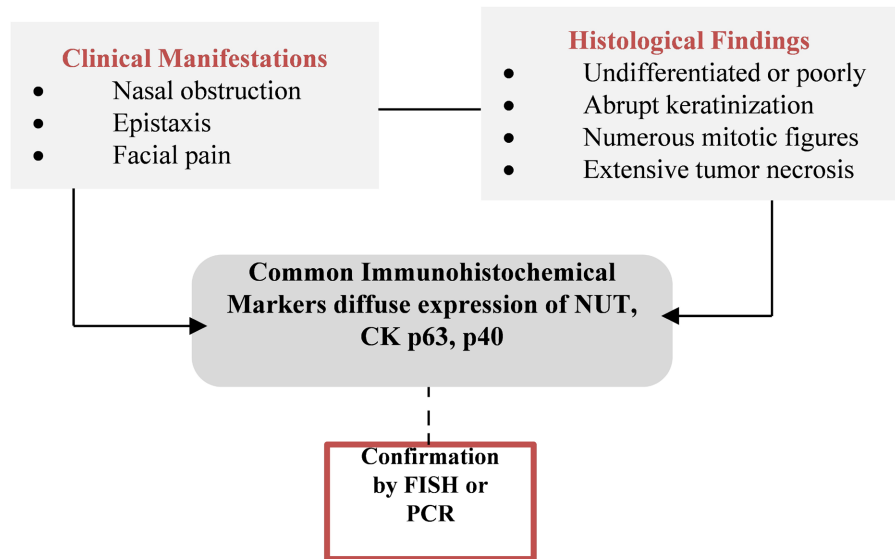 Clinical Manifestations
• Nasal obstruction
• Epistaxis
• Facial pain
Histological Findings
• Undifferentiated or poorly
• Abrupt keratinization
• Numerous mitotic figures
• Extensive tumor necrosis
Common Immunohistochemical
Markers diffuse expression of NUT,
CK p63, p40
Confirmation
by FISH or
PCR